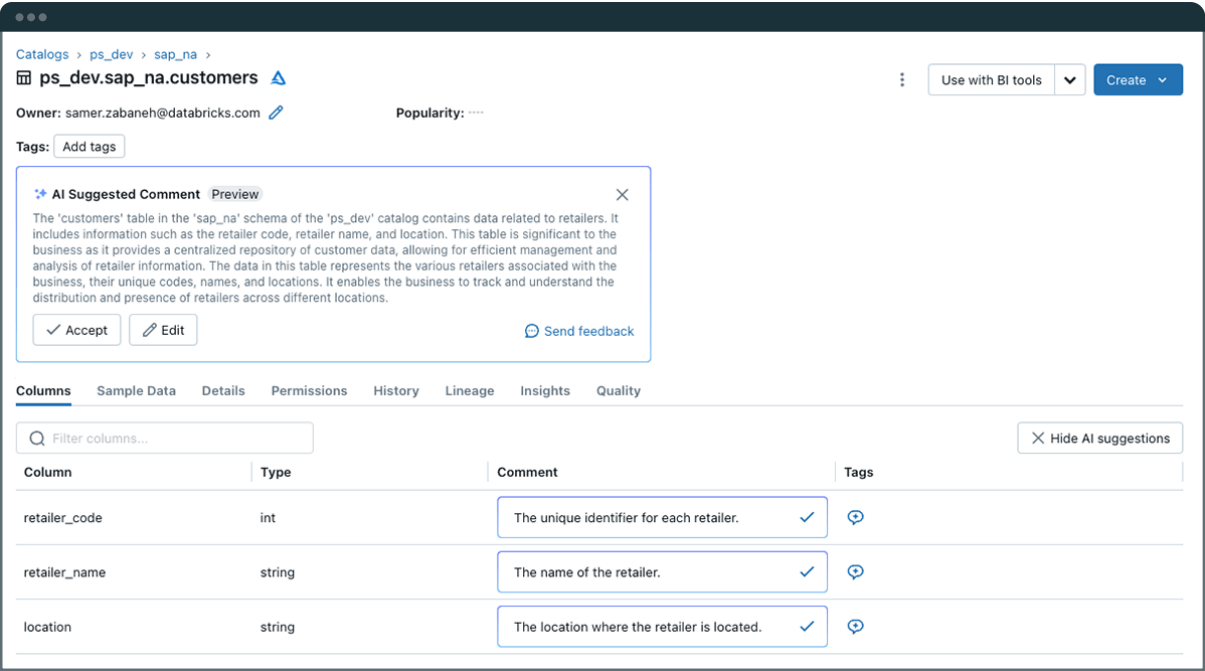 Catalogs > ps_dev > sap_na >
ps_dev.sap_na.customers
Use with BI tools
Create
Owner: samer.zabaneh@databricks.com
Popularity:
Tags: Add tags
AI Suggested Comment Preview
The 'customers' table in the 'sap_na' schema of the 'ps_dev' catalog contains data related to retailers. It
includes information such as the retailer code, retailer name, and location. This table is significant to the
business as it provides a centralized repository of customer data, allowing for efficient management and
analysis of retailer information. The data in this table represents the various retailers associated with the
business, their unique codes, names, and locations. It enables the business to track and understand the
distribution and presence of retailers across different locations.
Accept Edit Send feedback
Columns Sample Data Details Permissions History Lineage Insights Quality
Filter columns... Hide AI suggestions
Column Type Comment Tags
retailer_code int The unique identifier for each retailer.
retailer_name string The name of the retailer.
location string The location where the retailer is located.